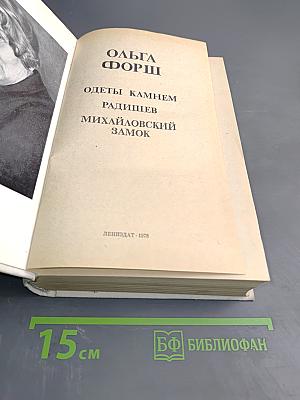 ОЛЬГА
ФОРШ
ОДЕТЫ КАМНЕМ
РАДИЩЕВ
МИХАЙЛОВСКИЙ
ЗАМОК
ЛЕНИЗДАТ · 1978
15 см
БФ БИБЛИОФАН